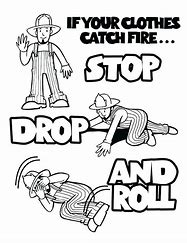 IF YOUR CLOTHES
CATCH FIRE...
STOP
DROP
AND
ROLL